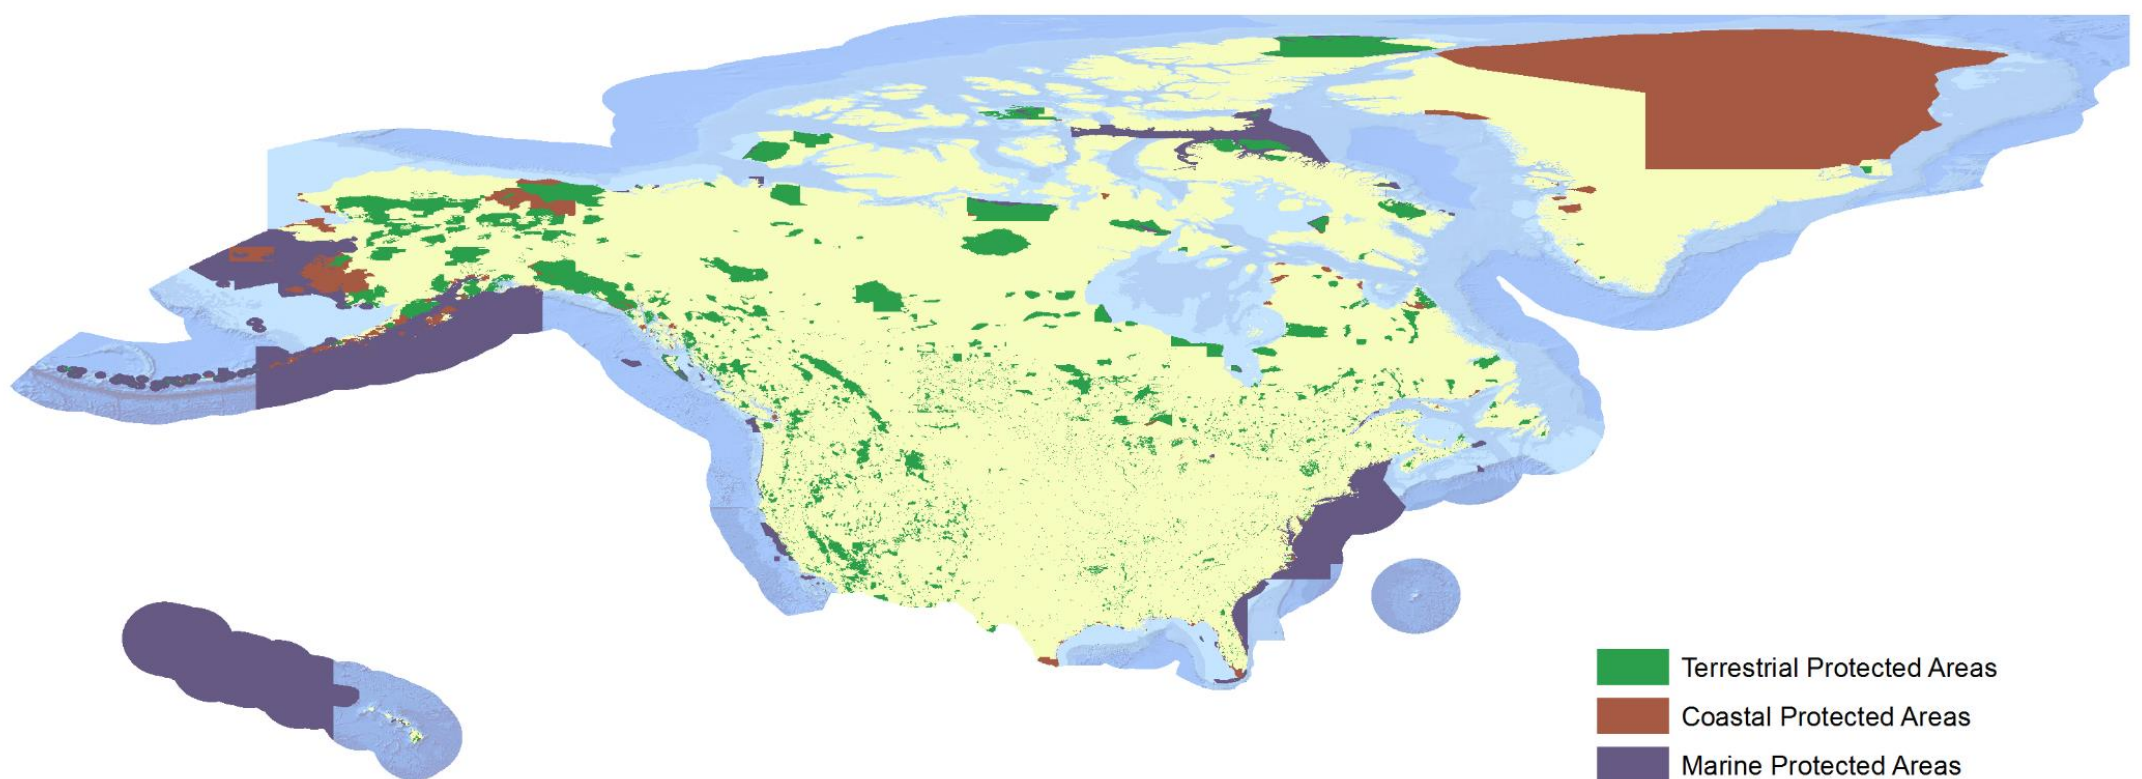 Terrestrial Protected Areas
Coastal Protected Areas
Marine Protected Areas